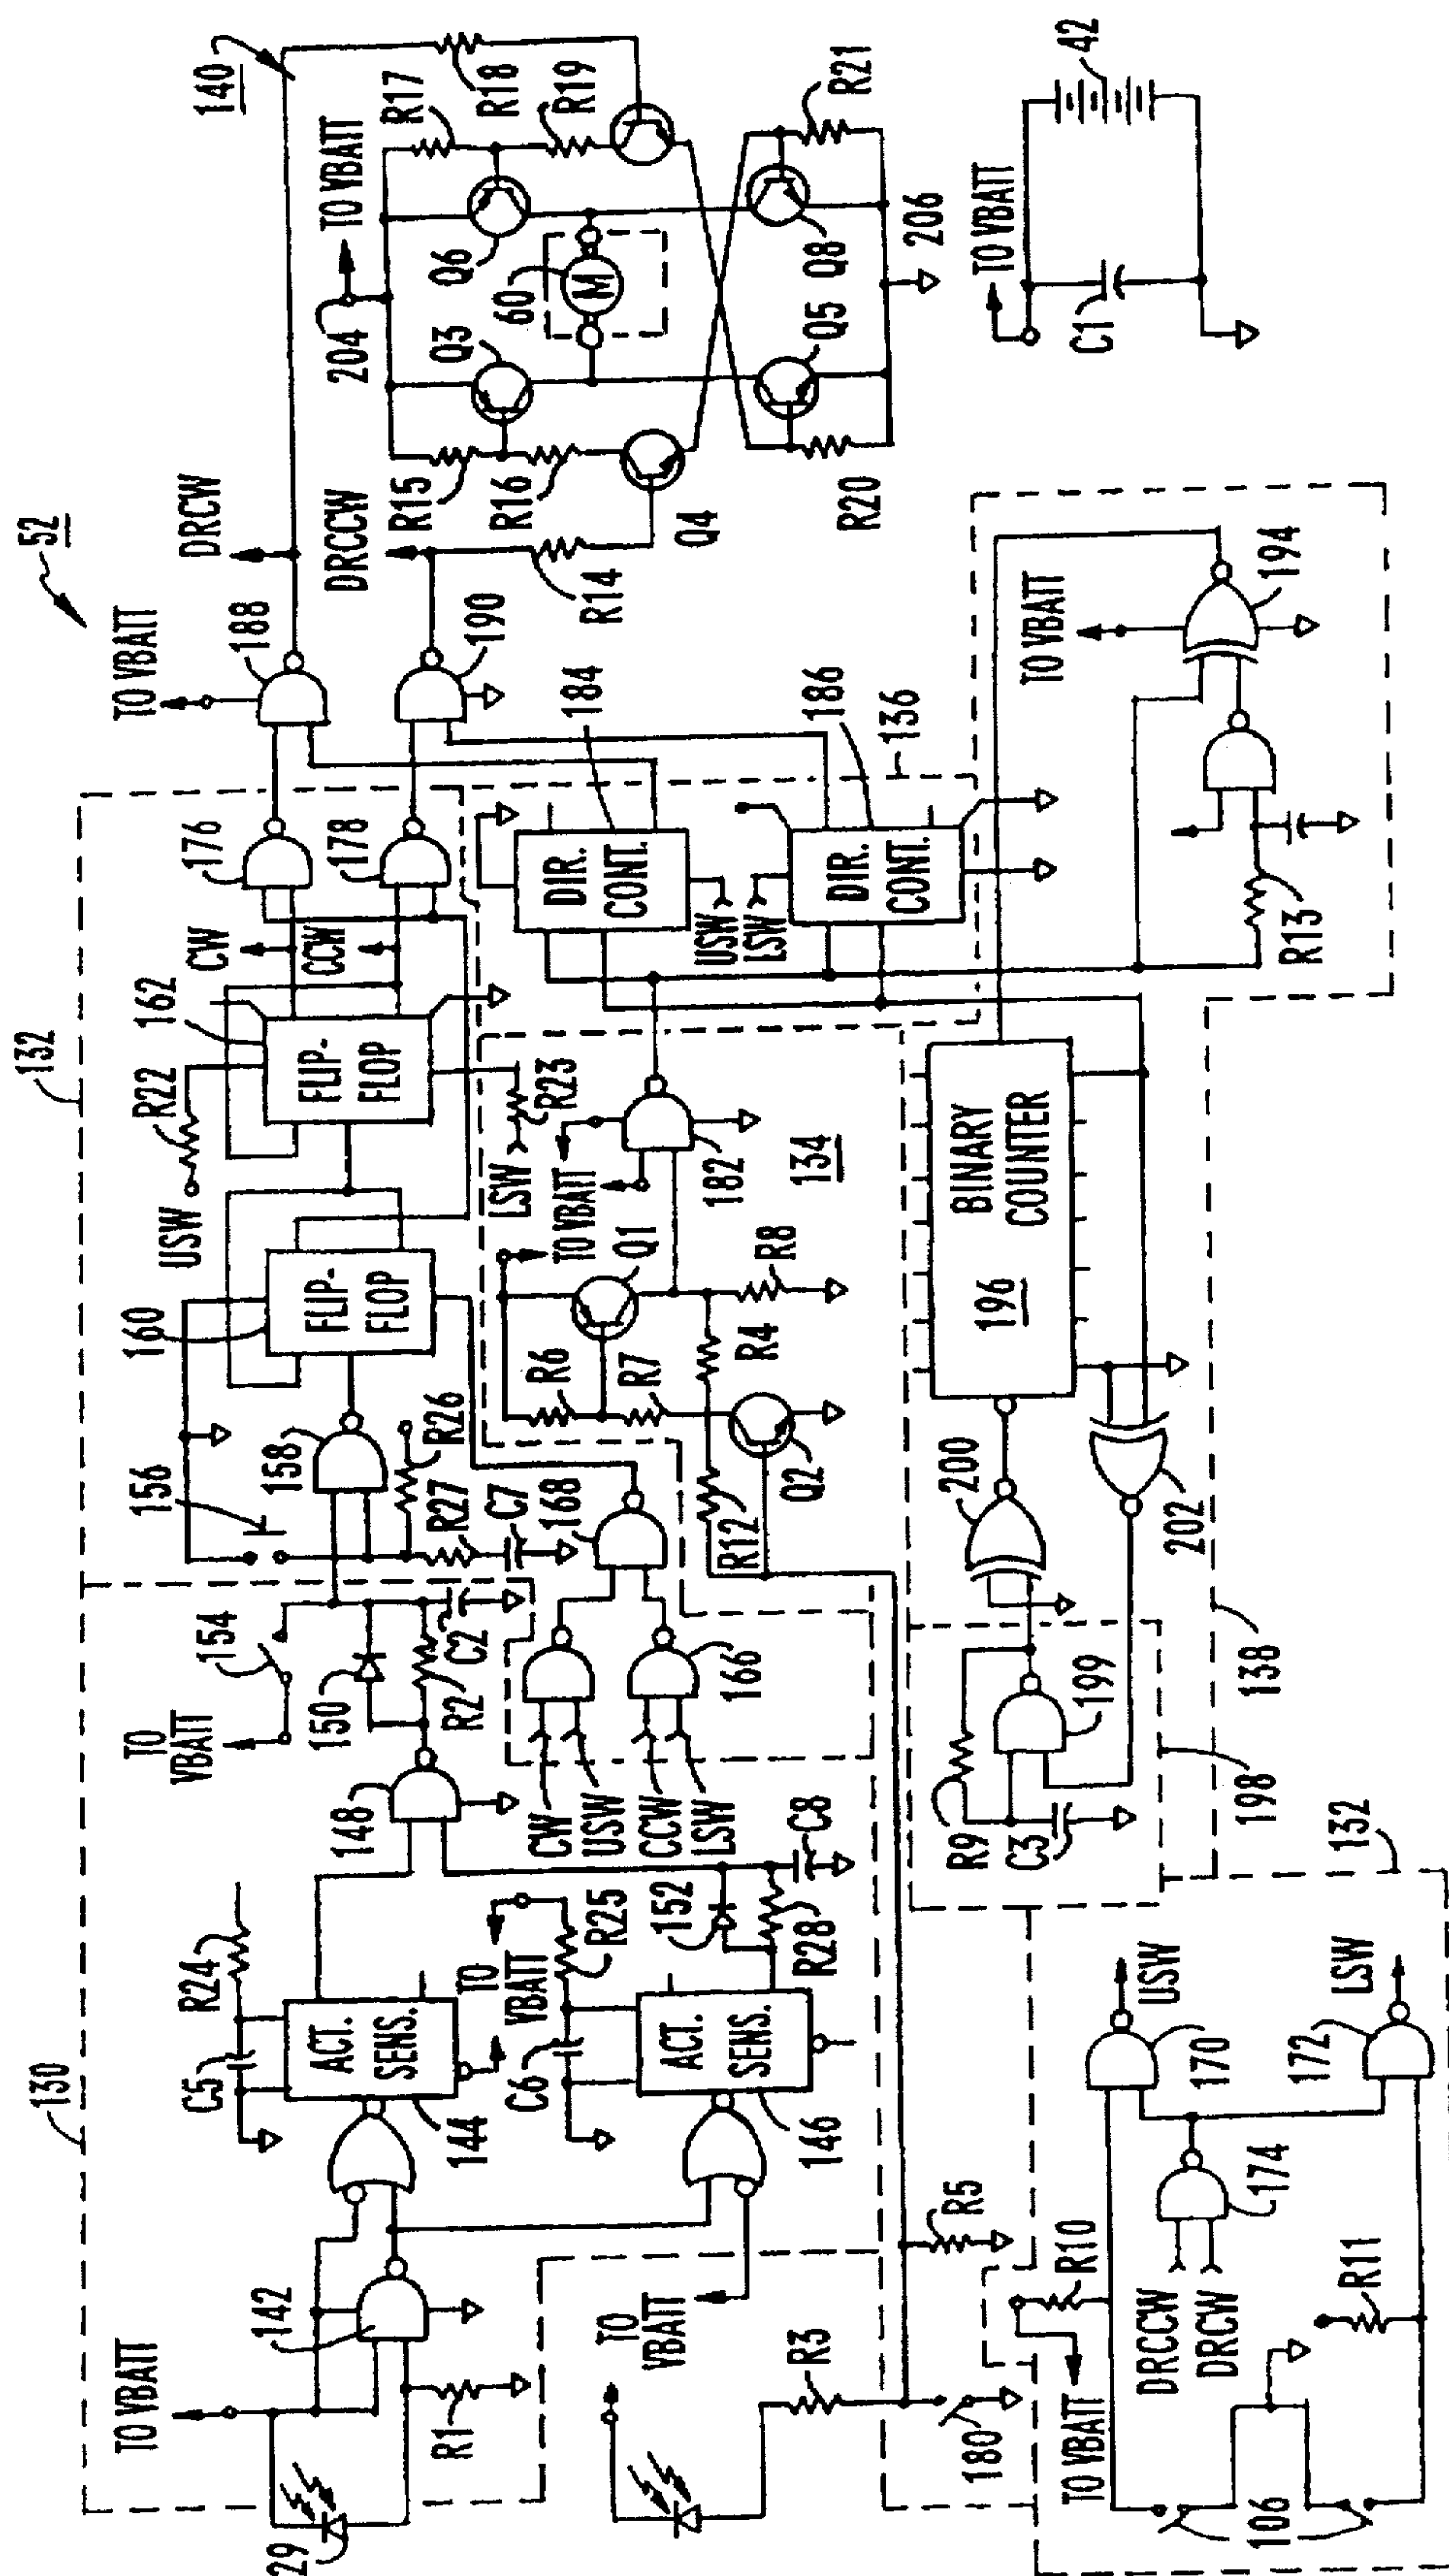 52
140
132
130
TO VBATT
142
29
R1
R24
C5
ACT. SENS.
144
TO VBATT
C6
R25
ACT. SENS.
146
152
R28
C8
148
TO VBATT
154
150
R2
C2
CW
USW
CCW
LSW
166
168
156
158
R26
R27
C7
160
FLIP-FLOP
USW
R22
162
FLIP-FLOP
CW
CCW
176
178
LSW
R23
TO VBATT
188
190
DRCW
DRCCW
R14
204
TO VBATT
R15
R16
Q4
Q3
Q6
R17
R18
R19
60
M
Q5
Q8
R20
R21
206
TO VBATT
C1
42
TO VBATT
R3
180
R5
R12
Q2
R6
R7
R4
R8
Q1
TO VBATT
182
134
184
DIR. CONT.
USW
LSW
186
DIR. CONT.
136
R9
C3
199
198
200
202
138
BINARY COUNTER
196
R13
194
TO VBATT
132
TO VBATT
R10
106
R11
DRCCW
DRCW
174
170
172
USW
LSW